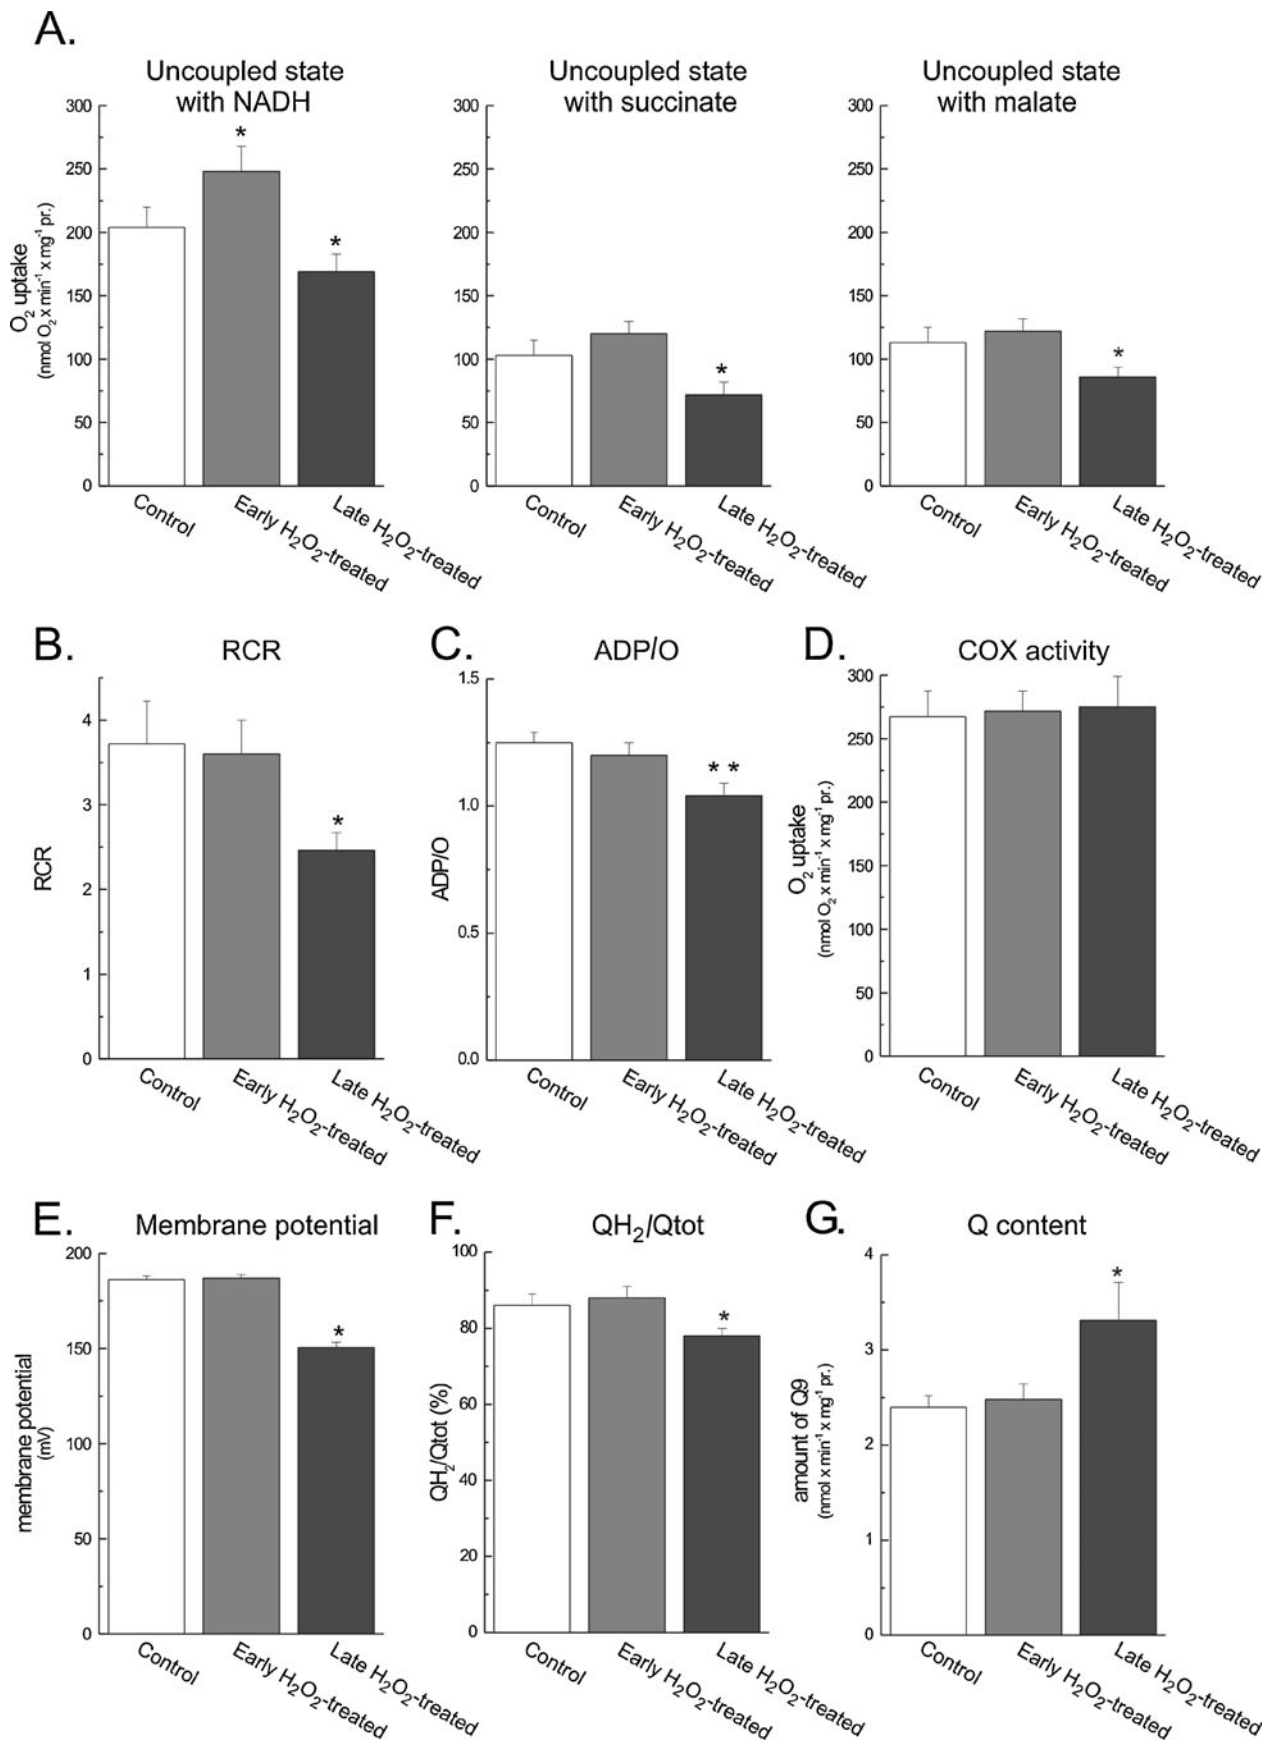 A.
Uncoupled state
with NADH
Uncoupled state
with succinate
Uncoupled state
with malate
O₂ uptake
(nmol O₂ x min⁻¹ x mg⁻¹ pr.)
300
250
200
150
100
50
0
*
*
Control
Early H₂O₂-treated
Late H₂O₂-treated
300
250
200
150
100
50
0
*
Control
Early H₂O₂-treated
Late H₂O₂-treated
300
250
200
150
100
50
0
*
Control
Early H₂O₂-treated
Late H₂O₂-treated
B.
RCR
RCR
4
3
2
1
0
*
Control
Early H₂O₂-treated
Late H₂O₂-treated
C.
ADP/O
ADP/O
1.5
1.0
0.5
0.0
* *
Control
Early H₂O₂-treated
Late H₂O₂-treated
D.
COX activity
O₂ uptake
(nmol O₂ x min⁻¹ x mg⁻¹ pr.)
300
250
200
150
100
50
0
Control
Early H₂O₂-treated
Late H₂O₂-treated
E.
Membrane potential
membrane potential
(mV)
200
150
100
50
0
*
Control
Early H₂O₂-treated
Late H₂O₂-treated
F.
QH₂/Qtot
QH₂/Qtot (%)
100
80
60
40
20
0
*
Control
Early H₂O₂-treated
Late H₂O₂-treated
G.
Q content
amount of Q9
(nmol x min⁻¹ x mg⁻¹ pr.)
4
3
2
1
0
*
Control
Early H₂O₂-treated
Late H₂O₂-treated